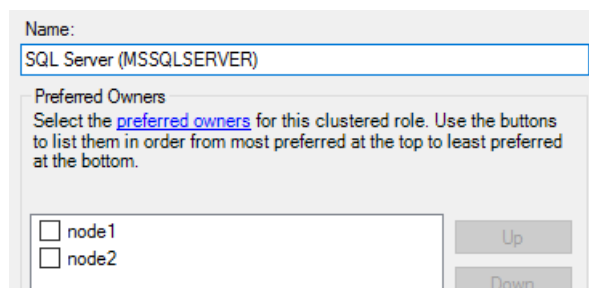 Name:
SQL Server (MSSQLSERVER)
Preferred Owners
Select the preferred owners for this clustered role. Use the buttons
to list them in order from most preferred at the top to least preferred
at the bottom.
node1
Up
node2
Down